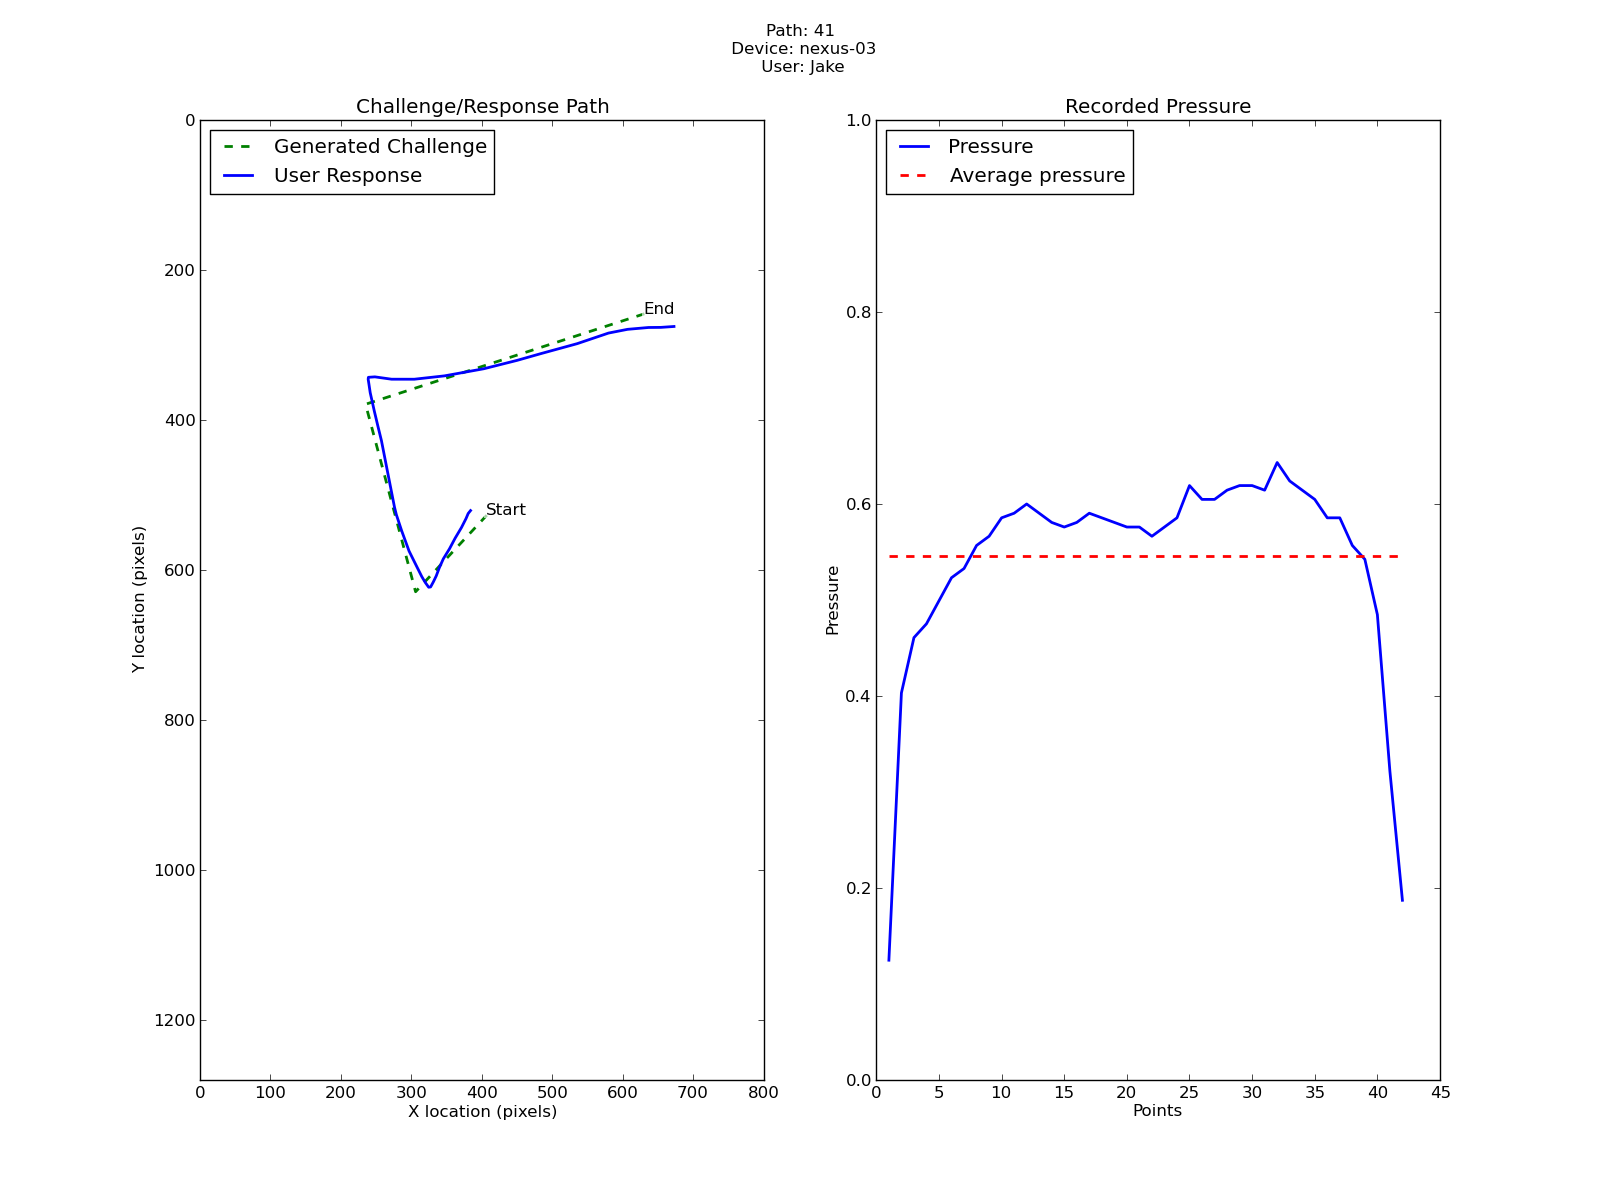 Path: 41
Device: nexus-03
User: Jake
Challenge/Response Path
Generated Challenge
User Response
0
200
400
600
800
1000
1200
Y location (pixels)
End
Start
0 100 200 300 400 500 600 700 800
X location (pixels)
Recorded Pressure
Pressure
Average pressure
1.0
0.8
0.6
0.4
0.2
0.0
Pressure
0 5 10 15 20 25 30 35 40 45
Points